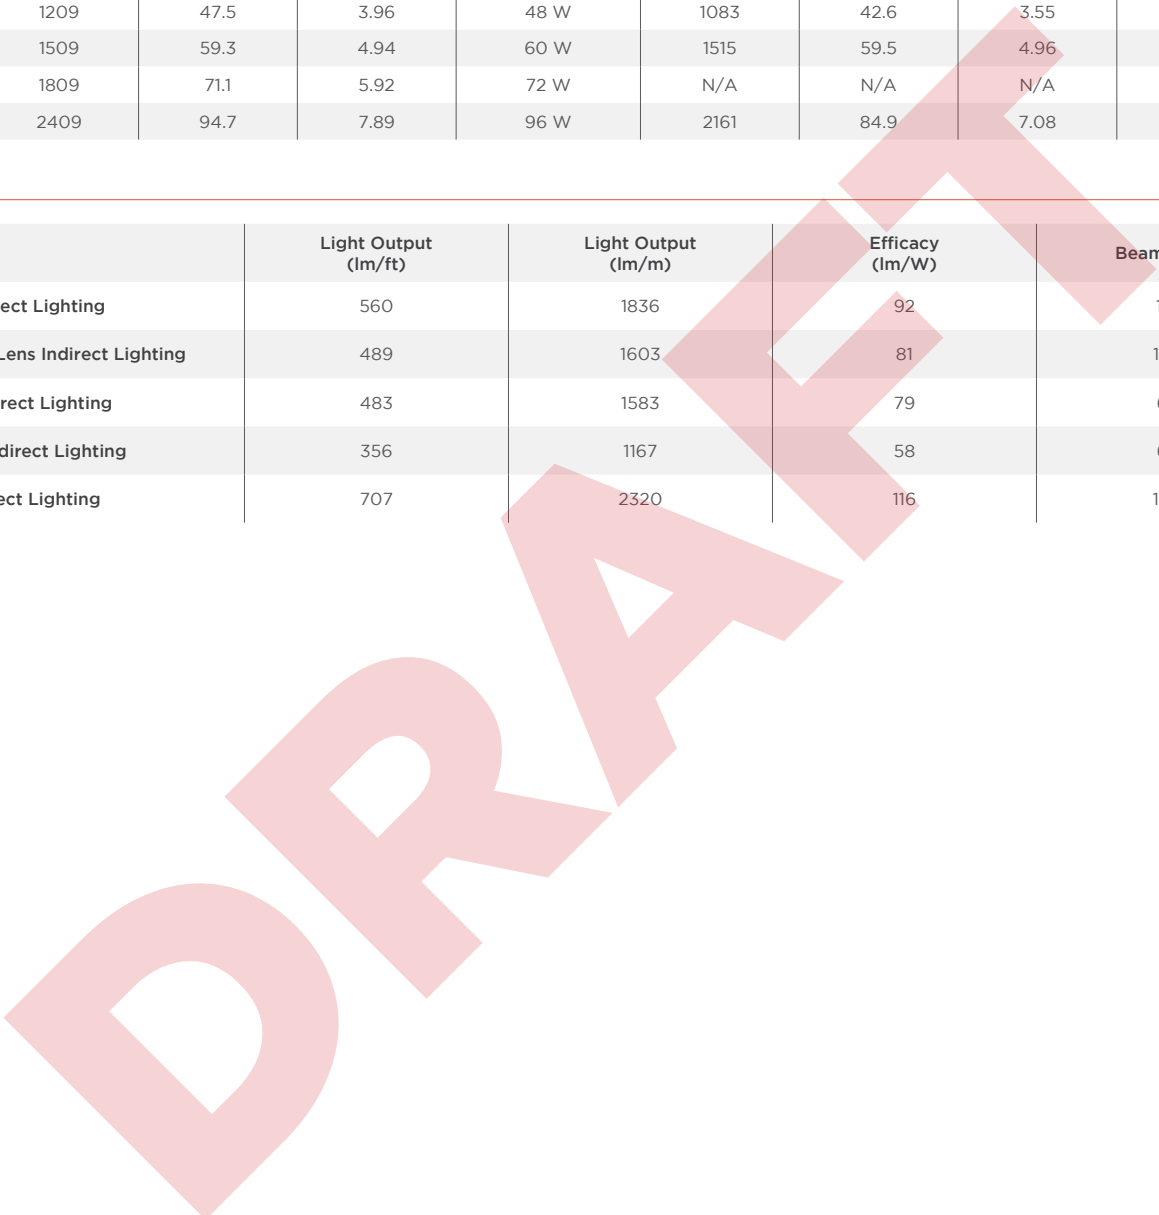 1209 47.5 3.96 48 W 1083 42.6 3.55
1509 59.3 4.94 60 W 1515 59.5 4.96
1809 71.1 5.92 72 W N/A N/A N/A
2409 94.7 7.89 96 W 2161 84.9 7.08
Light Output Light Output Efficacy
(lm/ft) (lm/m) (lm/W) Beam
ect Lighting 560 1836 92
Lens Indirect Lighting 489 1603 81
rect Lighting 483 1583 79
direct Lighting 356 1167 58
ect Lighting 707 2320 116
DRAFT